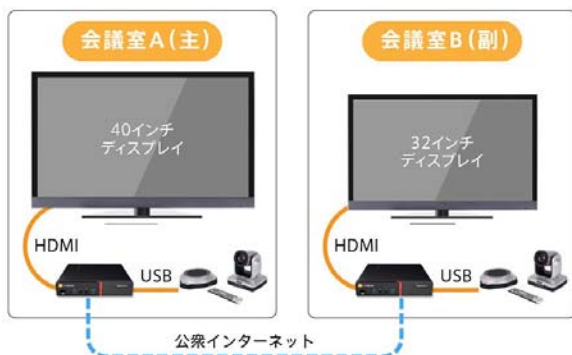 会議室A(主)
40インチ
ディスプレイ
HDMI
USB
会議室B(副)
32インチ
ディスプレイ
HDMI
USB
公衆インターネット